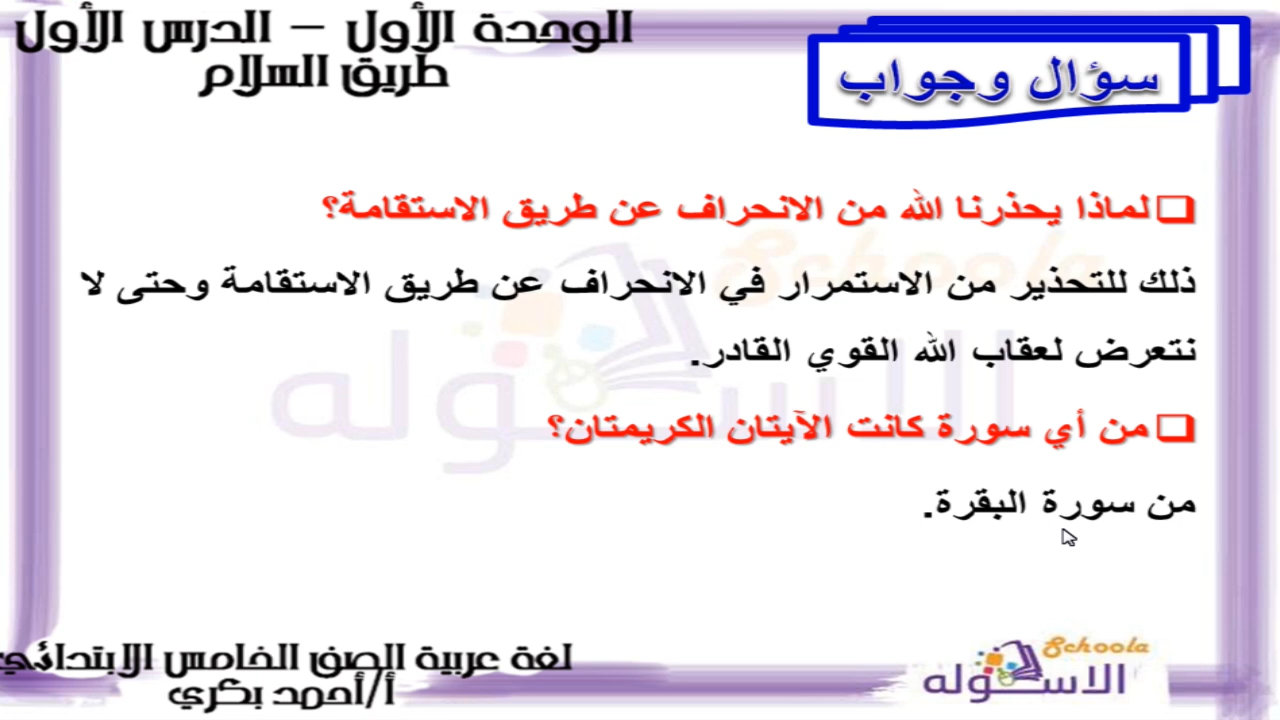 الوحدة الأول – الدرس الأول
طريق السلام
سؤال وجواب
لماذا يحذرنا الله من الانحراف عن طريق الاستقامة؟
ذلك للتحذير من الاستمرار في الانحراف عن طريق الاستقامة وحتى لا
نتعرض لعقاب الله القوي القادر.
من أي سورة كانت الآيتان الكريمتان؟
من سورة البقرة.
لغة عربية الصف الخامس الابتدائي
أ/أحمد بكري
Schoola
الاسكوله